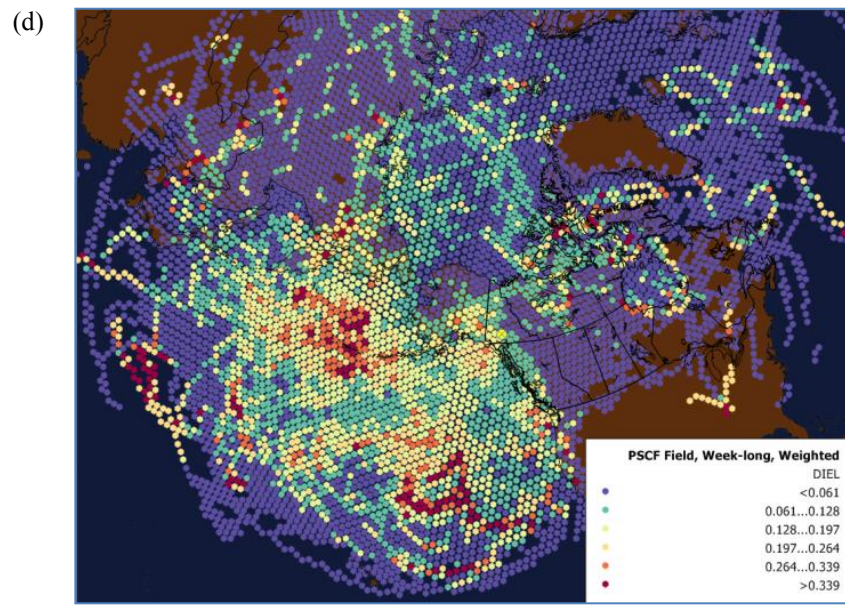 (d)
PSCF Field, Week-long, Weighted
DIEL
<0.061
0.061...0.128
0.128...0.197
0.197...0.264
0.264...0.339
>0.339